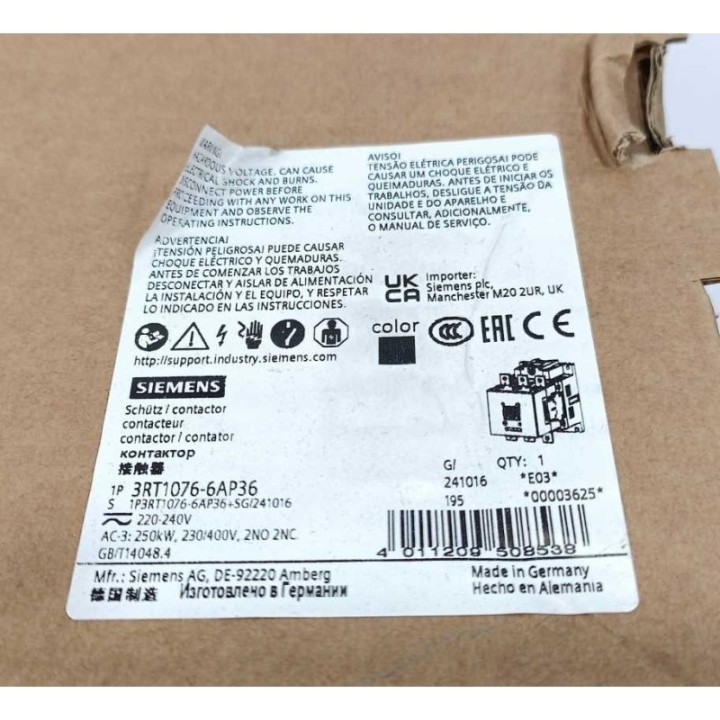 WARNING!
HAZARDOUS VOLTAGE. CAN CAUSE
ELECTRICAL SHOCK AND BURNS.
DISCONNECT POWER BEFORE
PROCEEDING WITH ANY WORK ON THIS
EQUIPMENT AND OBSERVE THE
OPERATING INSTRUCTIONS.
AVISO!
TENSÃO ELÉTRICA PERIGOSA! PODE
CAUSAR UM CHOQUE ELÉTRICO E
QUEIMADURAS. ANTES DE INICIAR OS
TRABALHOS, DESLIGUE A TENSÃO DA
UNIDADE E DO APARELHO E
CONSULTAR, ADICIONALMENTE,
O MANUAL DE SERVIÇO.
ADVERTENCIA!
¡TENSIÓN PELIGROSA! PUEDE CAUSAR
CHOQUE ELÉCTRICO Y QUEMADURAS.
ANTES DE COMENZAR LOS TRABAJOS
DESCONECTAR Y AISLAR DE ALIMENTACIÓN
LA INSTALACIÓN Y EL EQUIPO, Y RESPETAR
LO INDICADO EN LAS INSTRUCCIONES.
UK
CA
Importer:
Siemens plc,
Manchester M20 2UR, UK
color
CCC EAC CE
http://support.industry.siemens.com
SIEMENS
Schütz / contactor
contacteur
contactor / contator
контактор
接触器
1P 3RT1076-6AP36
S 1P3RT1076-6AP36+SG/241016
220-240V
AC-3: 250kW, 230/400V, 2NO 2NC
GB/T14048.4
G/ QTY: 1
241016 *E03*
195 *00003625*
4 011209 508538
Mfr.: Siemens AG, DE-92220 Amberg
德国制造 Изготовлено в Германии
Made in Germany
Hecho en Alemania